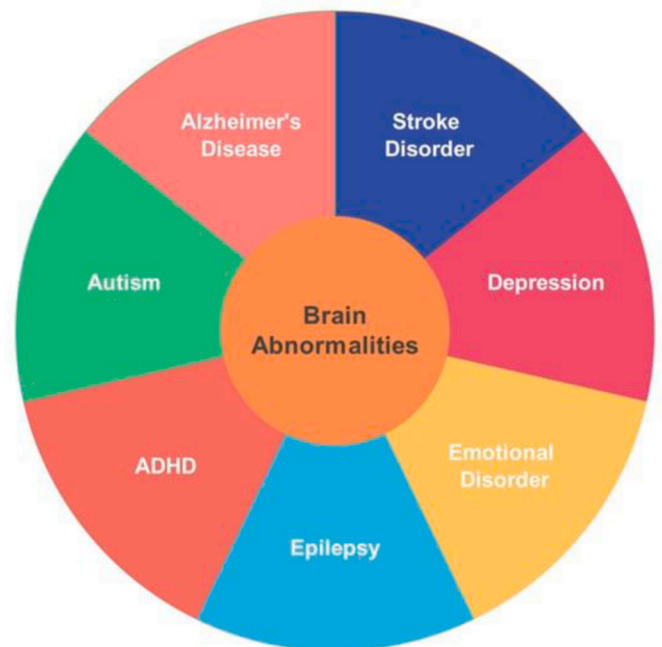 Alzheimer's
Disease
Stroke
Disorder
Autism
Depression
Brain
Abnormalities
ADHD
Emotional
Disorder
Epilepsy